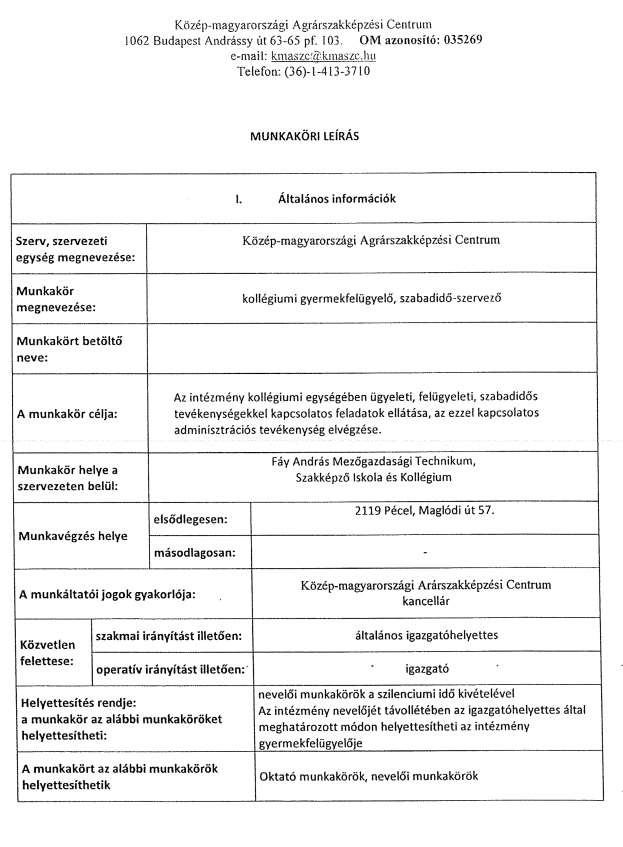 Közép-magyarországi Agrárszakképzési Centrum
1062 Budapest Andrássy út 63-65 pf. 103. OM azonosító: 035269
e-mail: kmaszc@kmaszc.hu
Telefon: (36)-1-413-3710
MUNKAKÖRI LEÍRÁS
I. Általános információk
Szerv, szervezeti
egység megnevezése:
Közép-magyarországi Agrárszakképzési Centrum
Munkakör
megnevezése:
kollégiumi gyermekfelügyelő, szabadidő-szervező
Munkakört betöltő
neve:
A munkakör célja:
Az intézmény kollégiumi egységében ügyeleti, felügyeleti, szabadidős
tevékenységekkel kapcsolatos feladatok ellátása, az ezzel kapcsolatos
adminisztrációs tevékenység elvégzése.
Munkakör helye a
szervezeten belül:
Fáy András Mezőgazdasági Technikum,
Szakképző Iskola és Kollégium
Munkavégzés helye
elsődlegesen:
2119 Pécel, Maglódi út 57.
másodlagosan:
-
A munkáltatói jogok gyakorlója:
Közép-magyarországi Arárszakképzési Centrum
kancellár
Közvetlen
felettese:
szakmai irányítást illetően:
általános igazgatóhelyettes
operatív irányítást illetően:
igazgató
Helyettesítés rendje:
a munkakör az alábbi munkaköröket
helyettesítheti:
nevelői munkakörök a szilenciumi idő kivételével
Az intézmény nevelőjét távollétében az igazgatóhelyettes által
meghatározott módon helyettesítheti az intézmény
gyermekfelügyelője
A munkakört az alábbi munkakörök
helyettesíthetik
Oktató munkakörök, nevelői munkakörök